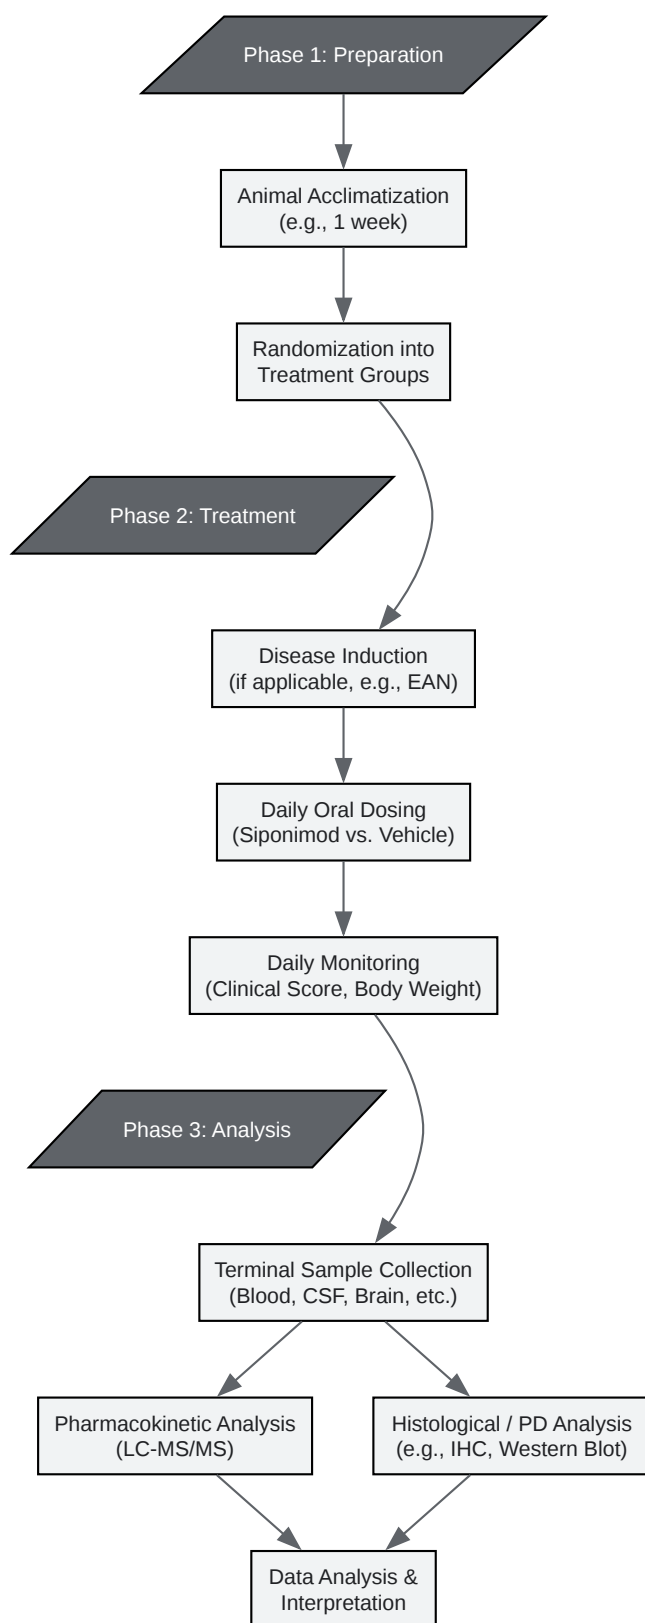 Phase 1: Preparation
Animal Acclimatization
(e.g., 1 week)
Randomization into
Treatment Groups
Phase 2: Treatment
Disease Induction
(if applicable, e.g., EAN)
Daily Oral Dosing
(Siponimod vs. Vehicle)
Daily Monitoring
(Clinical Score, Body Weight)
Phase 3: Analysis
Terminal Sample Collection
(Blood, CSF, Brain, etc.)
Pharmacokinetic Analysis
(LC-MS/MS)
Histological / PD Analysis
(e.g., IHC, Western Blot)
Data Analysis &
Interpretation